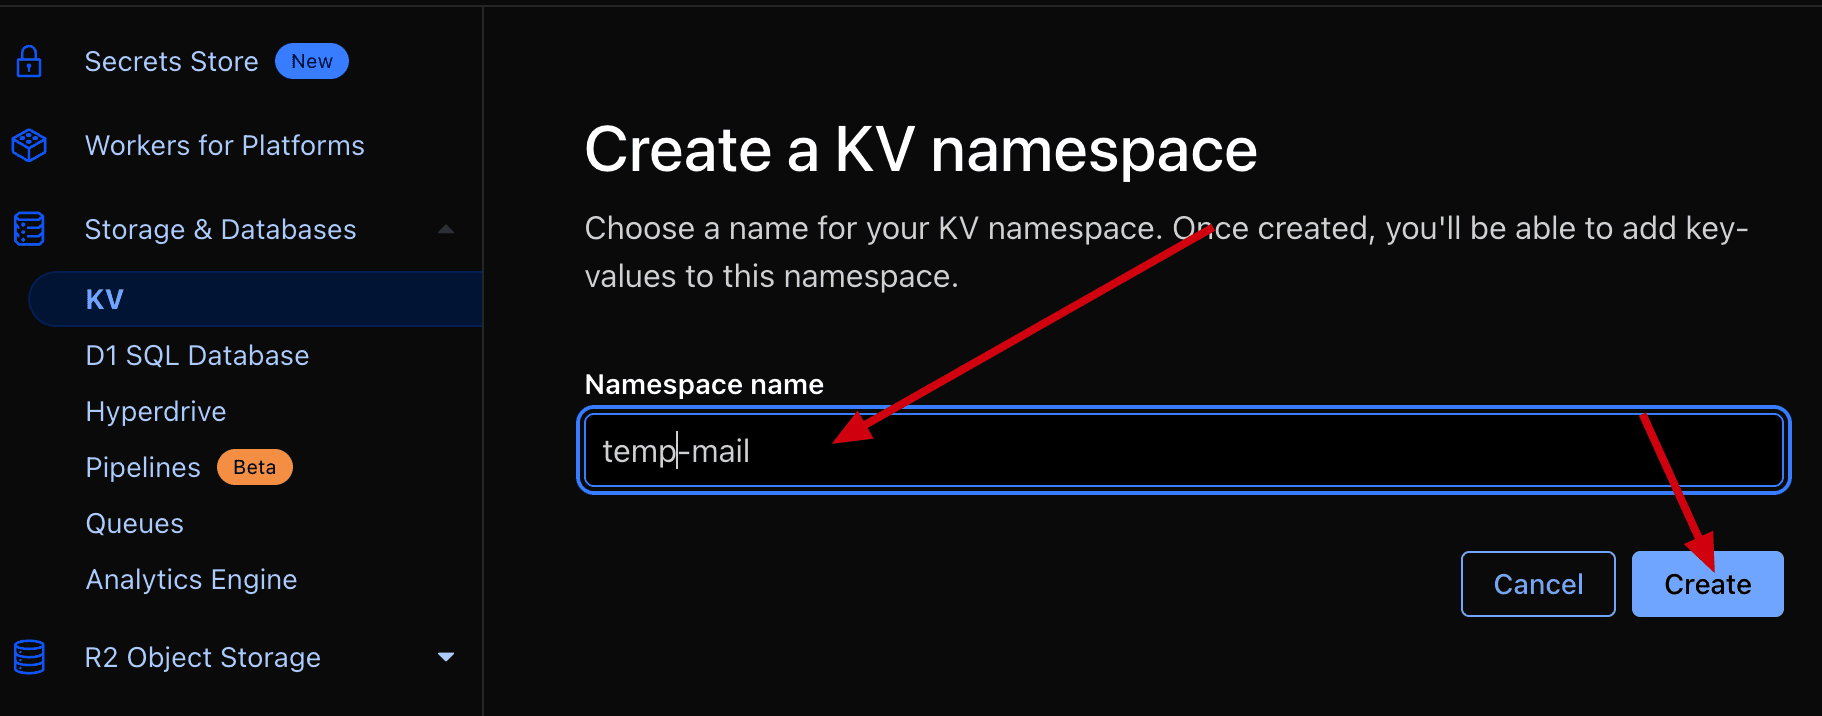 Secrets Store New
Workers for Platforms
Storage & Databases
KV
D1 SQL Database
Hyperdrive
Pipelines Beta
Queues
Analytics Engine
R2 Object Storage
Create a KV namespace
Choose a name for your KV namespace. Once created, you'll be able to add key-
values to this namespace.
Namespace name
temp-mail
Cancel
Create